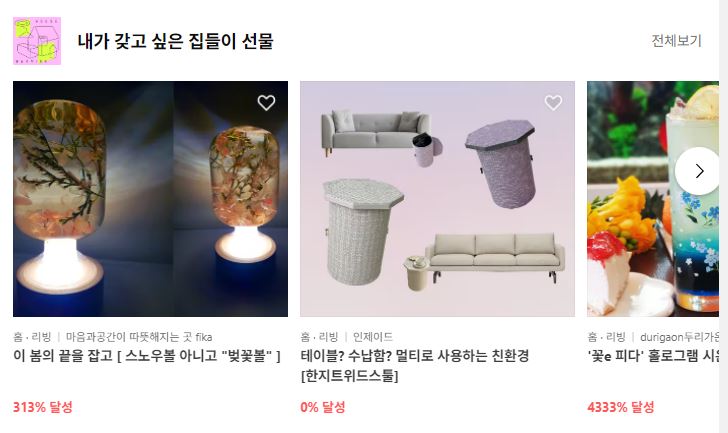 내가 갖고 싶은 집들이 선물
전체보기
홈 · 리빙 | 마음과공간이 따뜻해지는 곳 fika
이 봄의 끝을 잡고 [ 스노우볼 아니고 "벚꽃볼" ]
313% 달성
홈 · 리빙 | 인제이드
테이블? 수납함? 멀티로 사용하는 친환경
[한지트위드스툴]
0% 달성
홈 · 리빙 | durigaon두리가온
'꽃e 피다' 홀로그램 시온
4333% 달성